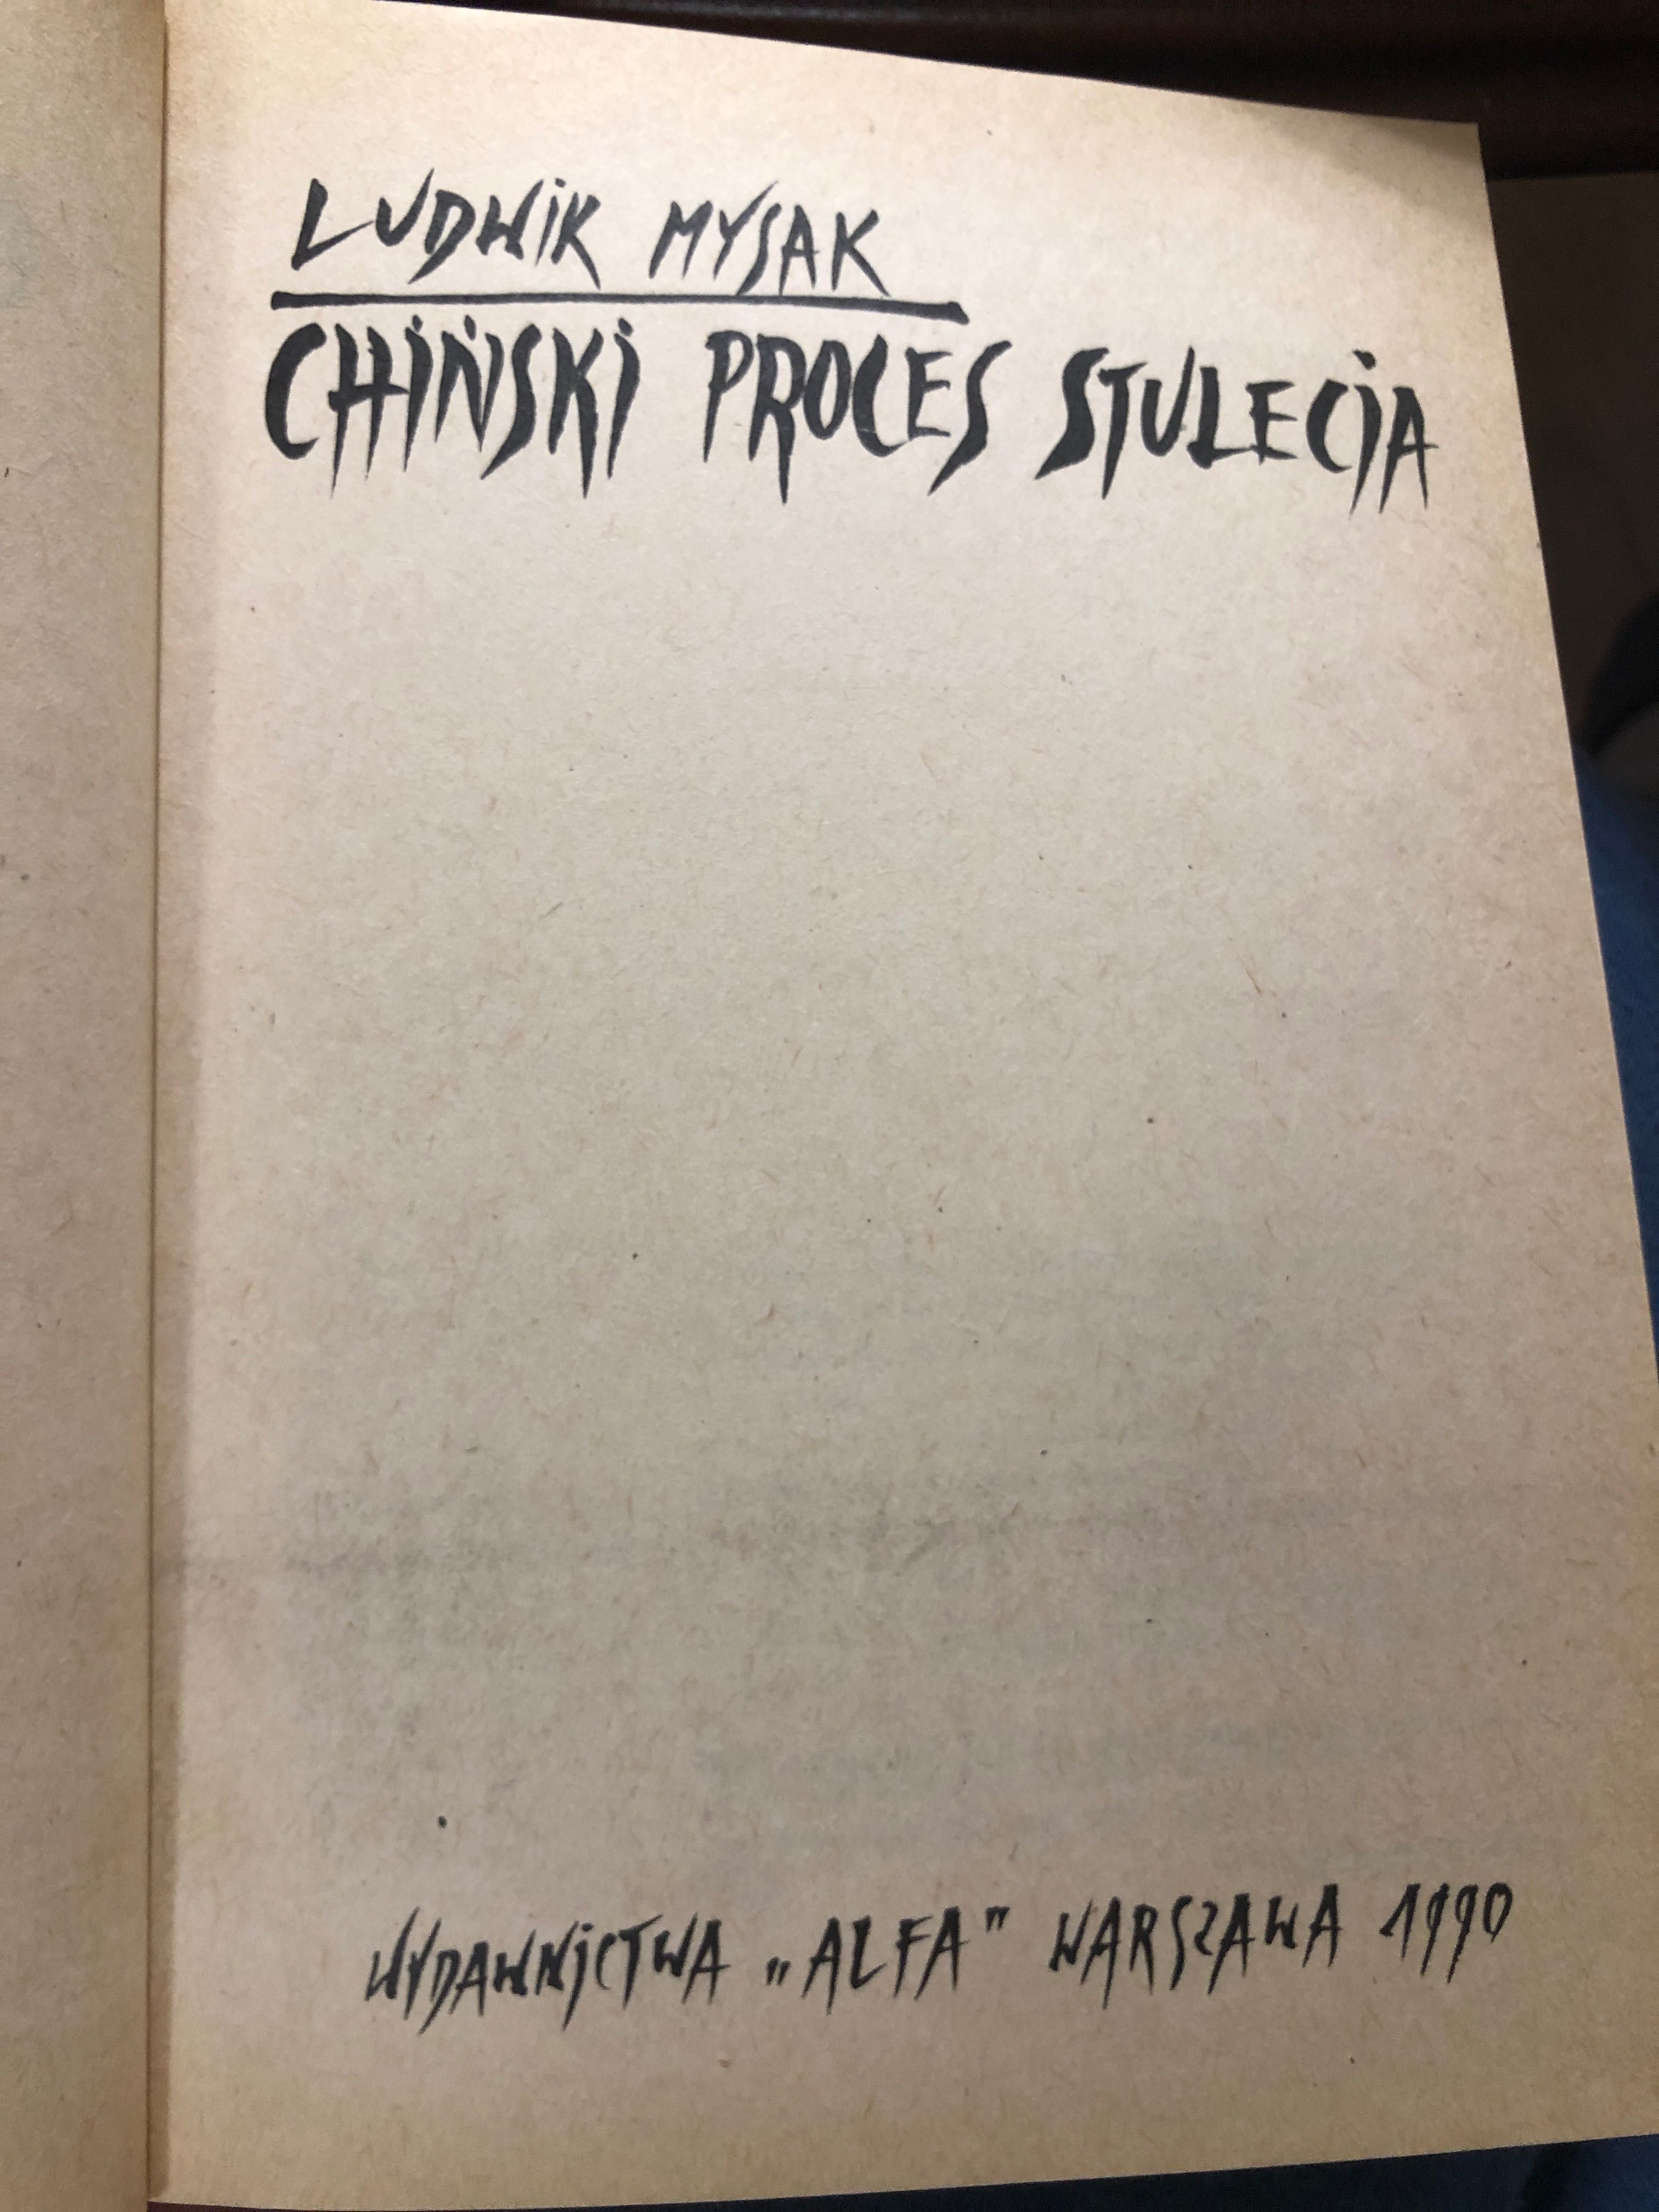 LUDWiK MYSAK
CHiŃSKi PROCES STULECiA
WYDAWNiCTWA „ALFA" WARSZAWA 1990